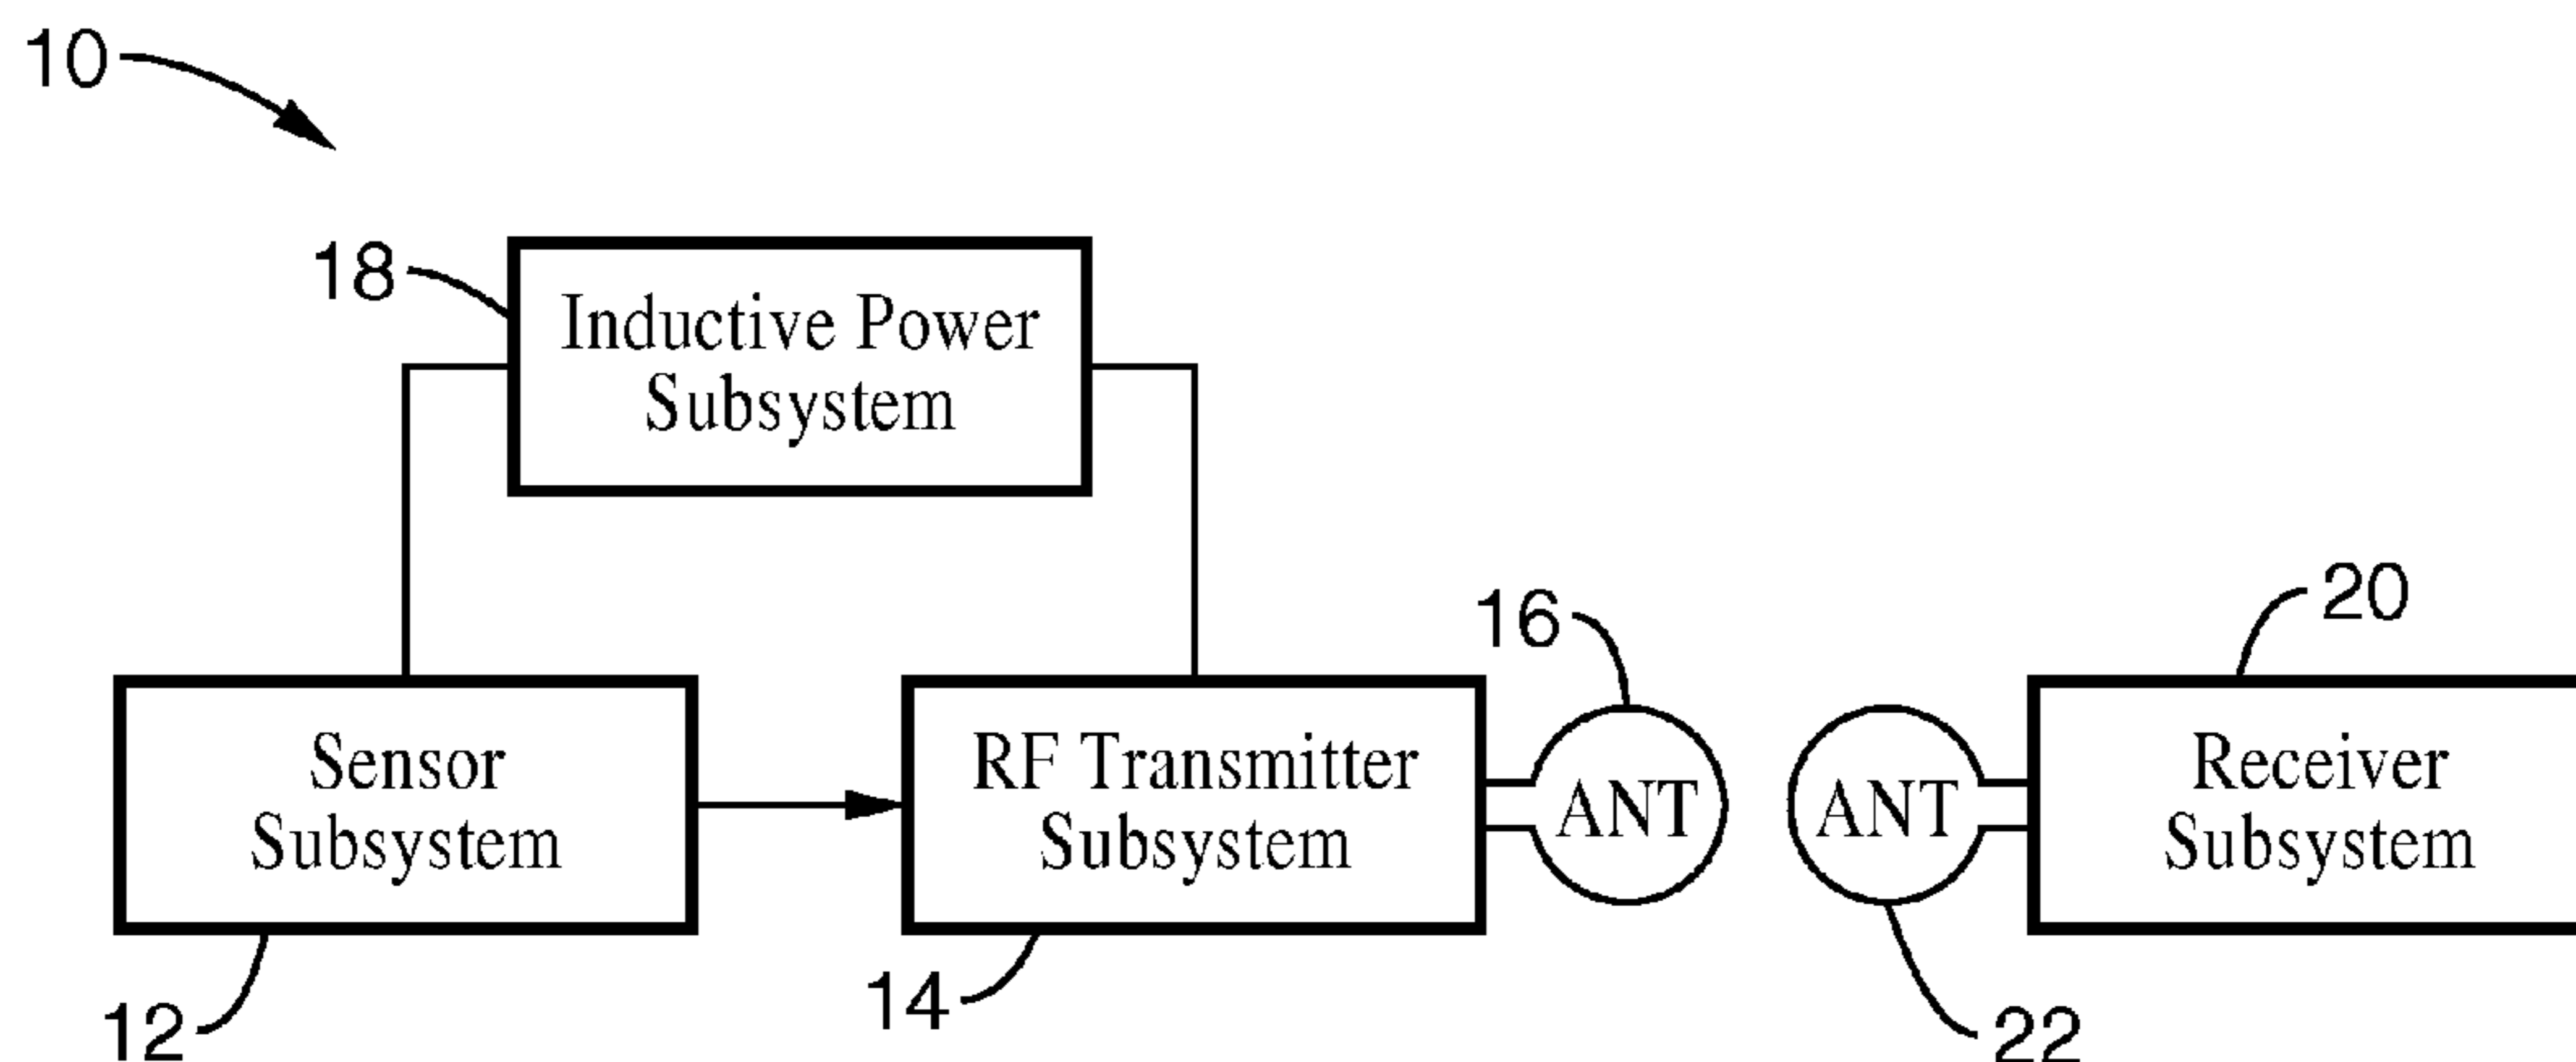 10
18
Inductive Power
Subsystem
16
20
Sensor
Subsystem
RF Transmitter
Subsystem
ANT
ANT
Receiver
Subsystem
12
14
22